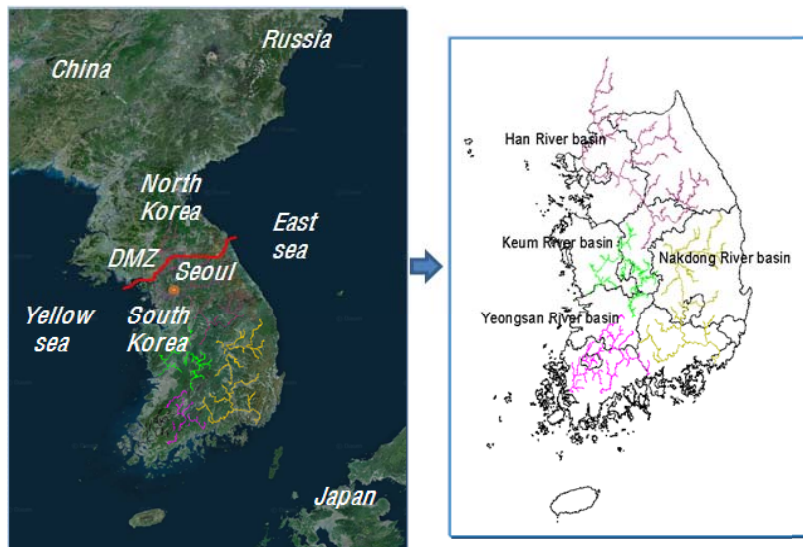 Russia
China
North
Korea
East
sea
DMZ
Seoul
Yellow
sea
South
Korea
Japan
Han River basin
Keum River basin
Nakdong River basin
Yeongsan River basin